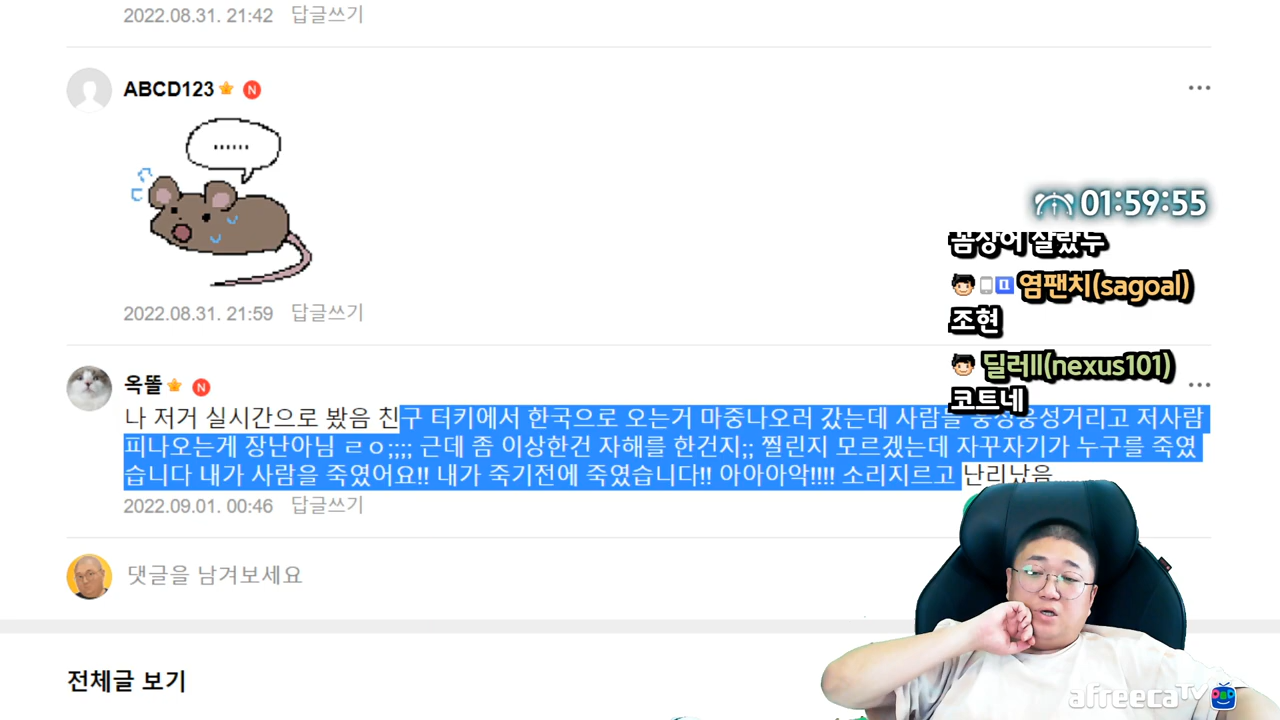 2022.08.31. 21:42 답글쓰기
ABCD123 N
......
2022.08.31. 21:59 답글쓰기
01:59:55
꼼장어 잘랐누
염팬치(sagoal)
조현
딜러ll(nexus101)
코트네
옥똘 N
나 저거 실시간으로 봤음 친구 터키에서 한국으로 오는거 마중나오러 갔는데 사람들 웅성웅성거리고 저사람
피나오는게 장난아님 ㄹㅇ;;;; 근데 좀 이상한건 자해를 한건지;; 찔린지 모르겠는데 자꾸자기가 누구를 죽였
습니다 내가 사람을 죽였어요!! 내가 죽기전에 죽였습니다!! 아아아악!!!! 소리지르고 난리났음
2022.09.01. 00:46 답글쓰기
댓글을 남겨보세요
전체글 보기
afreecaTV